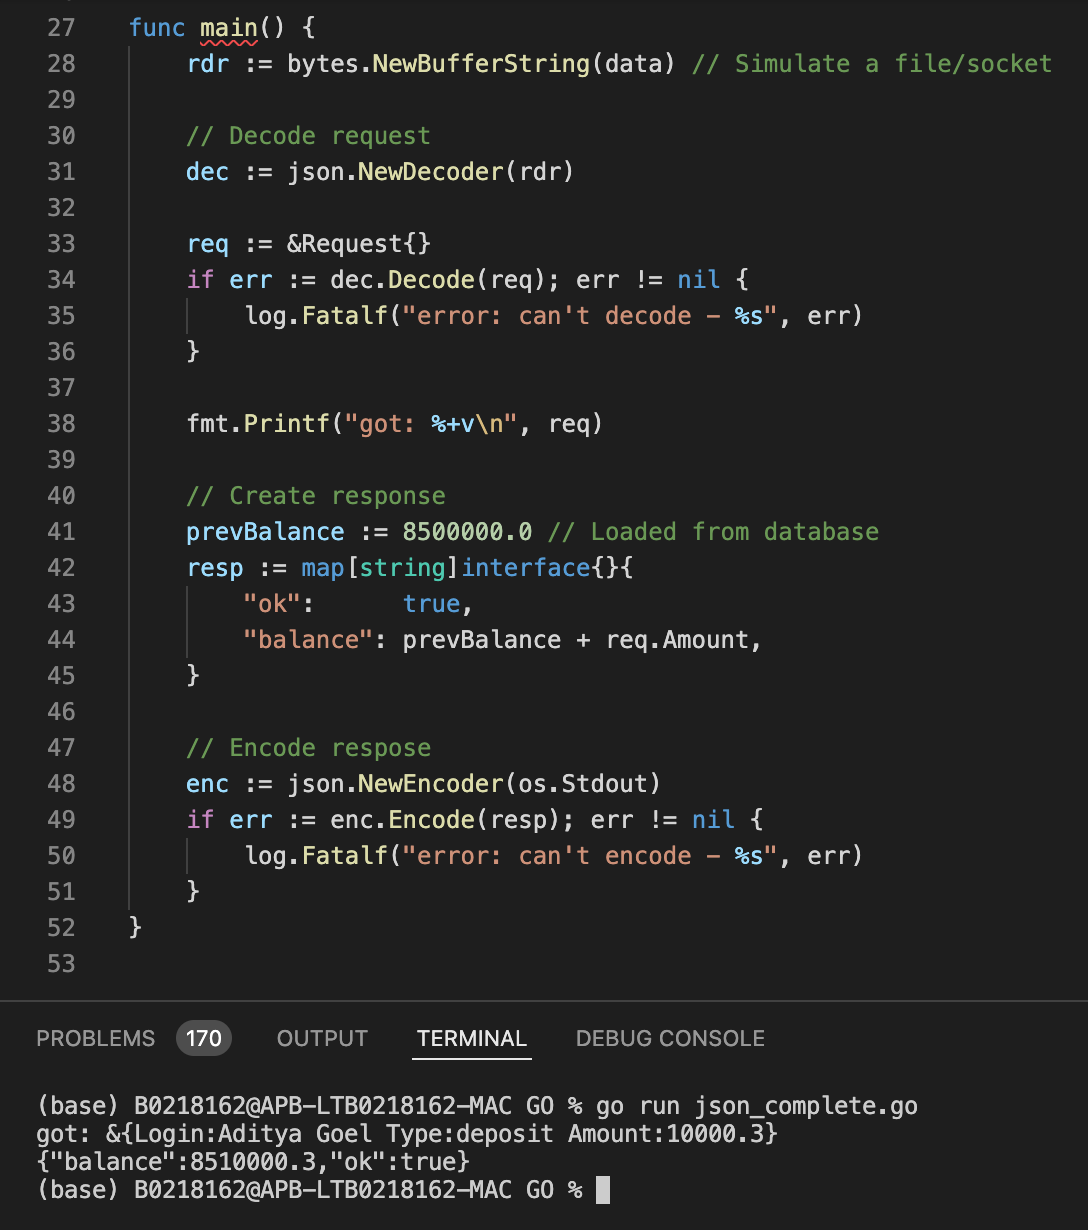 27 func main() {
28 rdr := bytes.NewBufferString(data) // Simulate a file/socket
29
30 // Decode request
31 dec := json.NewDecoder(rdr)
32
33 req := &Request{}
34 if err := dec.Decode(req); err != nil {
35 log.Fatalf("error: can't decode - %s", err)
36 }
37
38 fmt.Printf("got: %+v\n", req)
39
40 // Create response
41 prevBalance := 8500000.0 // Loaded from database
42 resp := map[string]interface{}{
43 "ok": true,
44 "balance": prevBalance + req.Amount,
45 }
46
47 // Encode respose
48 enc := json.NewEncoder(os.Stdout)
49 if err := enc.Encode(resp); err != nil {
50 log.Fatalf("error: can't encode - %s", err)
51 }
52 }
53
PROBLEMS 170 OUTPUT TERMINAL DEBUG CONSOLE
(base) B0218162@APB-LTB0218162-MAC GO % go run json_complete.go
got: &{Login:Aditya Goel Type:deposit Amount:10000.3}
{"balance":8510000.3,"ok":true}
(base) B0218162@APB-LTB0218162-MAC GO %